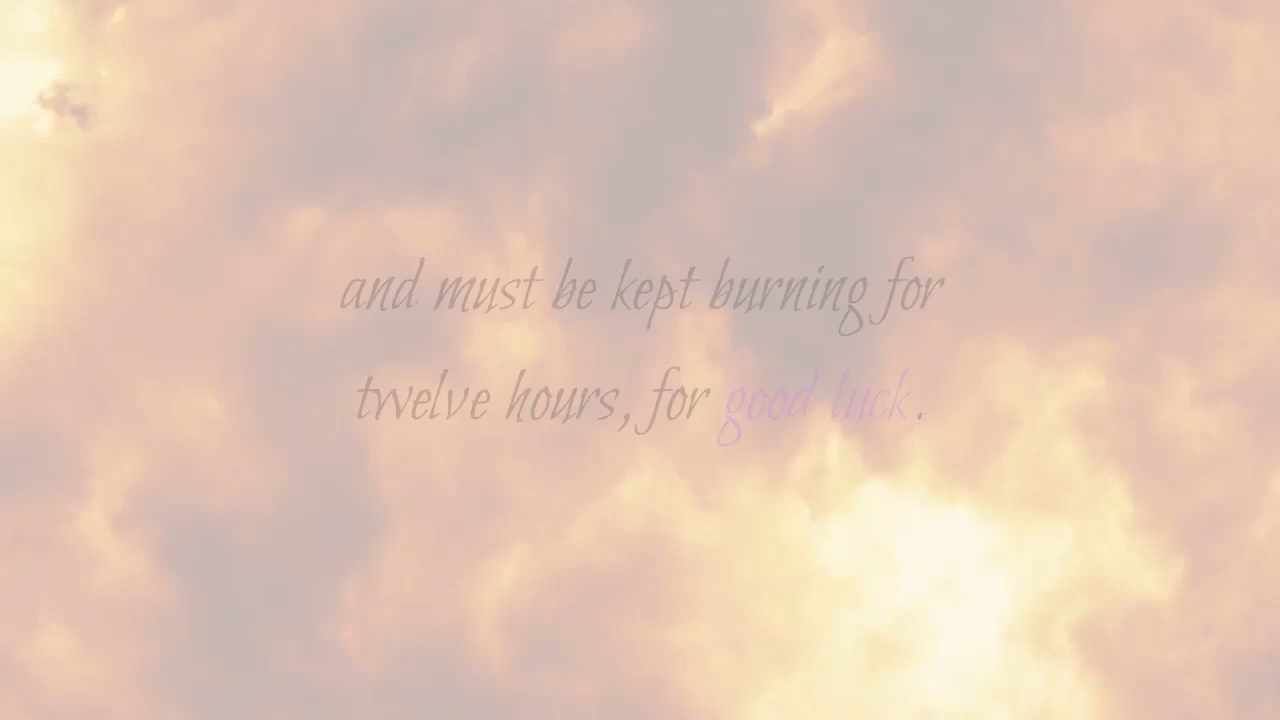 and must be kept burning for
twelve hours, for good luck.